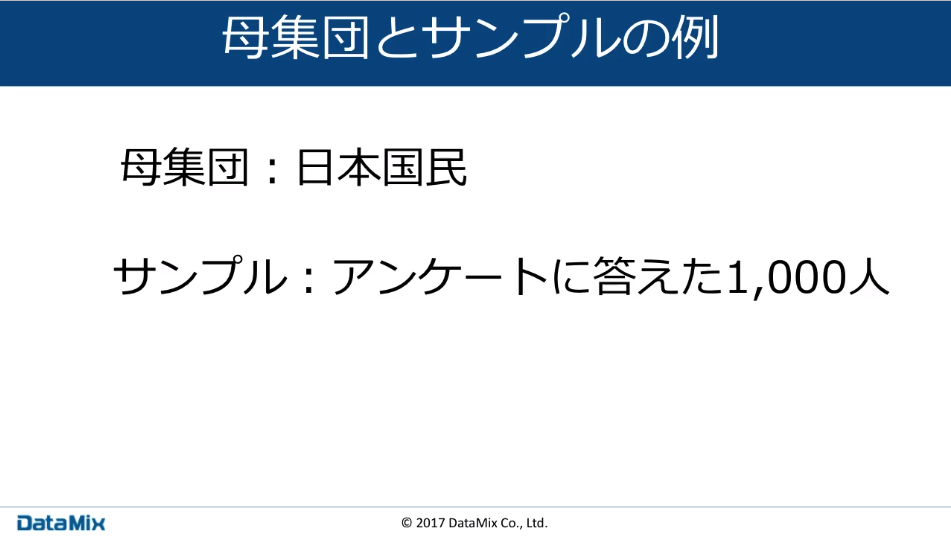 母集団とサンプルの例
母集団：日本国民
サンプル：アンケートに答えた1,000人
DataMix
© 2017 DataMix Co., Ltd.